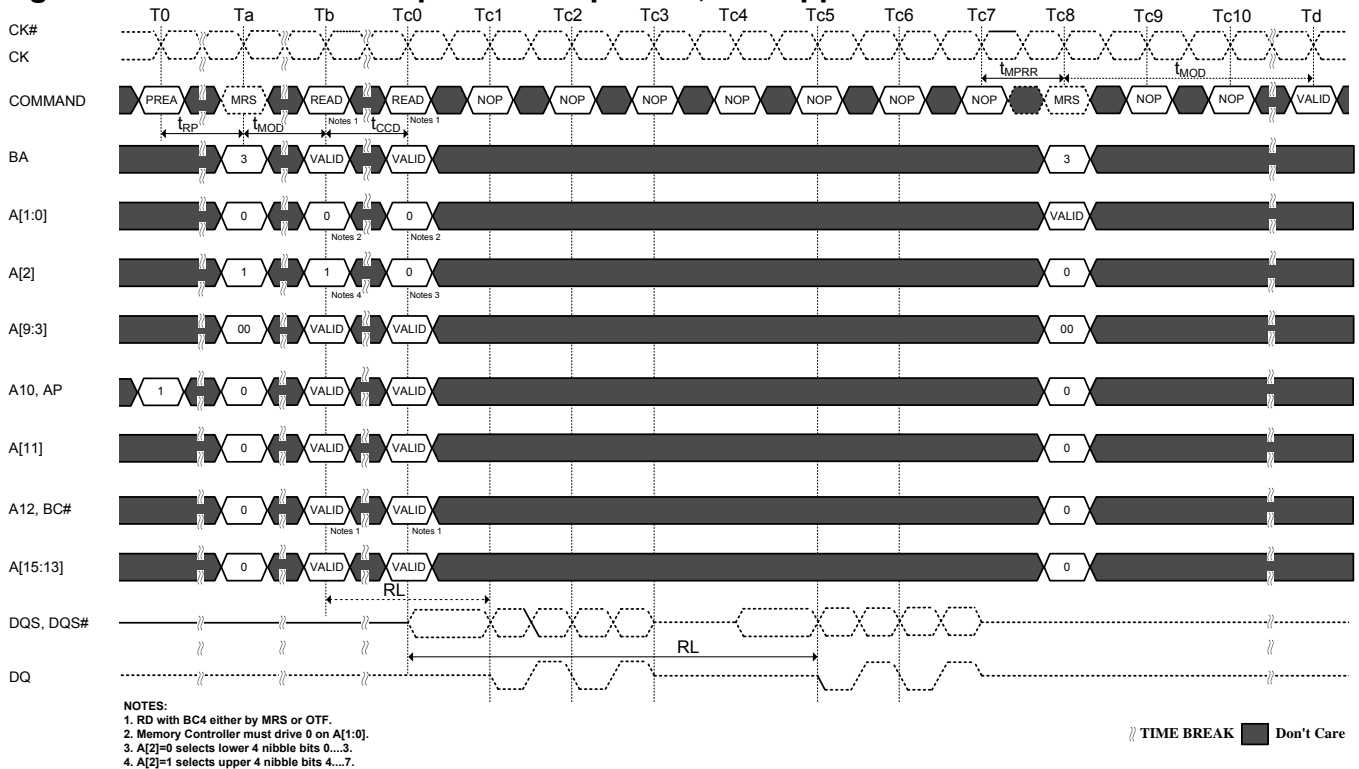 T0 Ta Tb Tc0 Tc1 Tc2 Tc3 Tc4 Tc5 Tc6 Tc7 Tc8 Tc9 Tc10 Td
CK#
CK
tMPRR tMOD
COMMAND PREA MRS READ READ NOP NOP NOP NOP NOP NOP NOP MRS NOP NOP VALID
Notes 1 Notes 1
tRP tMOD tCCD
BA 3 VALID VALID 3
A[1:0] 0 0 0 VALID
Notes 2 Notes 2
A[2] 1 1 0 0
Notes 4 Notes 3
A[9:3] 00 VALID VALID 00
A10, AP 1 0 VALID VALID 0
A[11] 0 VALID VALID 0
A12, BC# 0 VALID VALID 0
Notes 1 Notes 1
A[15:13] 0 VALID VALID 0
RL
DQS, DQS#
RL
DQ
NOTES:
1. RD with BC4 either by MRS or OTF.
2. Memory Controller must drive 0 on A[1:0].
3. A[2]=0 selects lower 4 nibble bits 0....3.
4. A[2]=1 selects upper 4 nibble bits 4....7.
TIME BREAK Don't Care